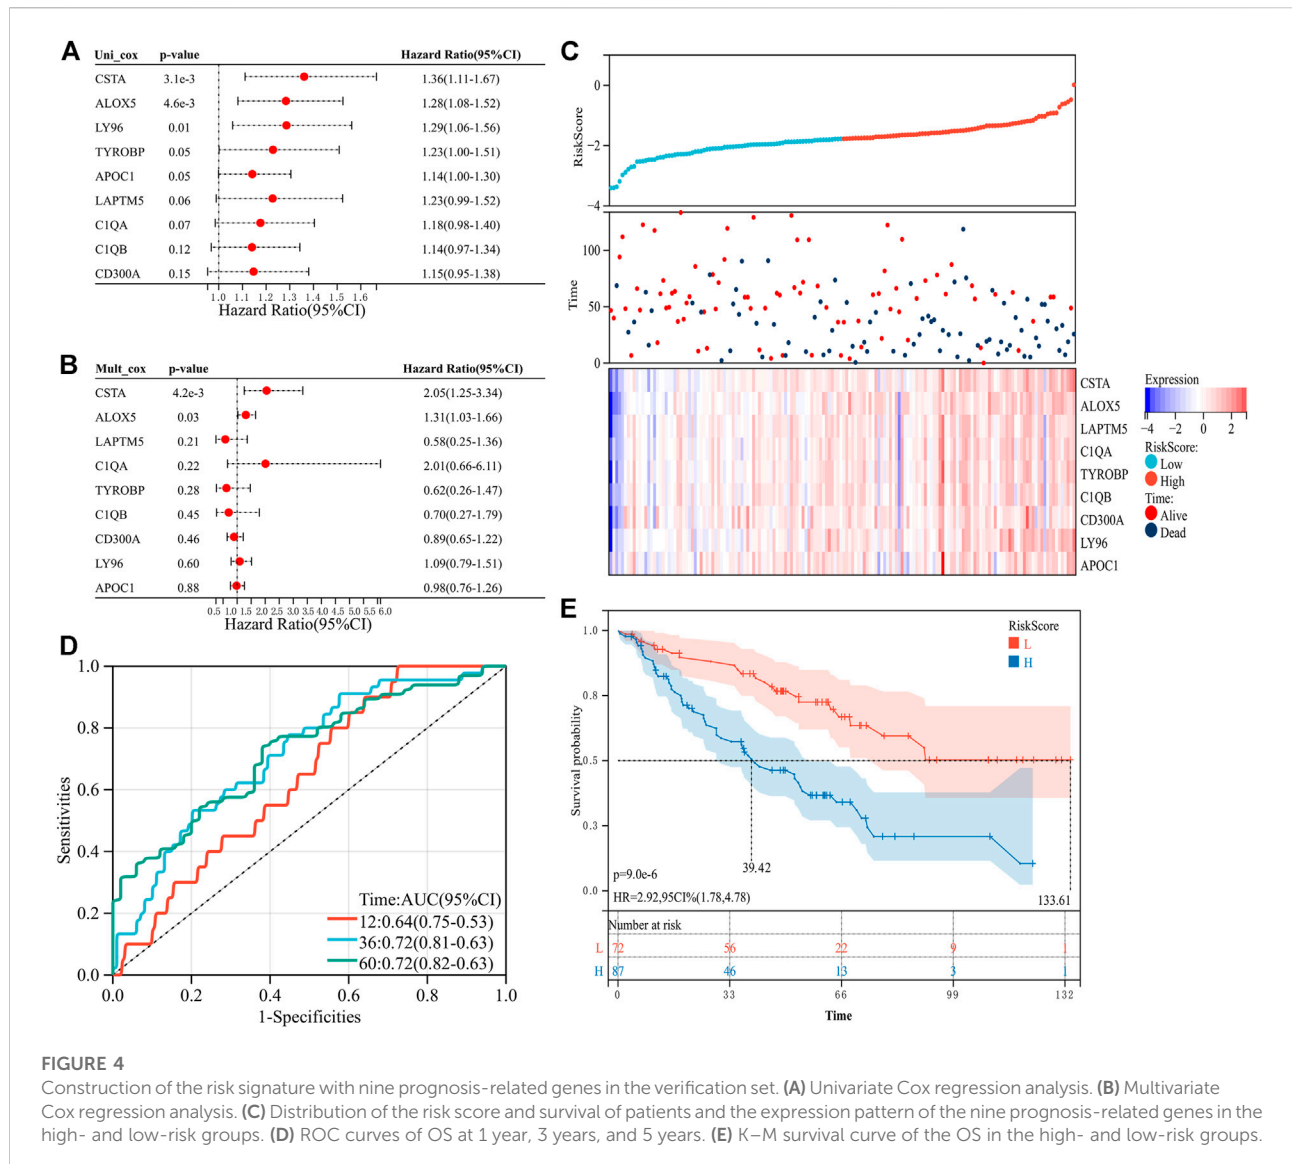 A
Uni_cox p-value Hazard Ratio(95%CI)
CSTA 3.1e-3 1.36(1.11-1.67)
ALOX5 4.6e-3 1.28(1.08-1.52)
LY96 0.01 1.29(1.06-1.56)
TYROBP 0.05 1.23(1.00-1.51)
APOC1 0.05 1.14(1.00-1.30)
LAPTM5 0.06 1.23(0.99-1.52)
C1QA 0.07 1.18(0.98-1.40)
C1QB 0.12 1.14(0.97-1.34)
CD300A 0.15 1.15(0.95-1.38)
1.0 1.1 1.2 1.3 1.4 1.5 1.6
Hazard Ratio(95%CI)
B
Mult_cox p-value Hazard Ratio(95%CI)
CSTA 4.2e-3 2.05(1.25-3.34)
ALOX5 0.03 1.31(1.03-1.66)
LAPTM5 0.21 0.58(0.25-1.36)
C1QA 0.22 2.01(0.66-6.11)
TYROBP 0.28 0.62(0.26-1.47)
C1QB 0.45 0.70(0.27-1.79)
CD300A 0.46 0.89(0.65-1.22)
LY96 0.60 1.09(0.79-1.51)
APOC1 0.88 0.98(0.76-1.26)
0.5 1.0 1.5 2.0 2.5 3.0 3.5 4.0 4.5 5.0 5.5 6.0
Hazard Ratio(95%CI)
C
RiskScore
0
−2
−4
Time
100
50
0
CSTA
ALOX5
LAPTM5
C1QA
TYROBP
C1QB
CD300A
LY96
APOC1
Expression
−4 −2 0 2
RiskScore:
Low
High
Time:
Alive
Dead
D
Sensitivities
1.0
0.8
0.6
0.4
0.2
0.0
Time:AUC(95%CI)
12:0.64(0.75-0.53)
36:0.72(0.81-0.63)
60:0.72(0.82-0.63)
0.0 0.2 0.4 0.6 0.8 1.0
1-Specificities
E
RiskScore
L
H
Survival probability
1.0
0.8
0.5
0.3
0.0
39.42
133.61
p=9.0e-6
HR=2.92,95CI%(1.78,4.78)
Number at risk
L 72 56 22 9 1
H 87 46 13 3 1
0 33 66 99 132
Time
FIGURE 4
Construction of the risk signature with nine prognosis-related genes in the verification set. (A) Univariate Cox regression analysis. (B) Multivariate
Cox regression analysis. (C) Distribution of the risk score and survival of patients and the expression pattern of the nine prognosis-related genes in the
high- and low-risk groups. (D) ROC curves of OS at 1 year, 3 years, and 5 years. (E) K–M survival curve of the OS in the high- and low-risk groups.